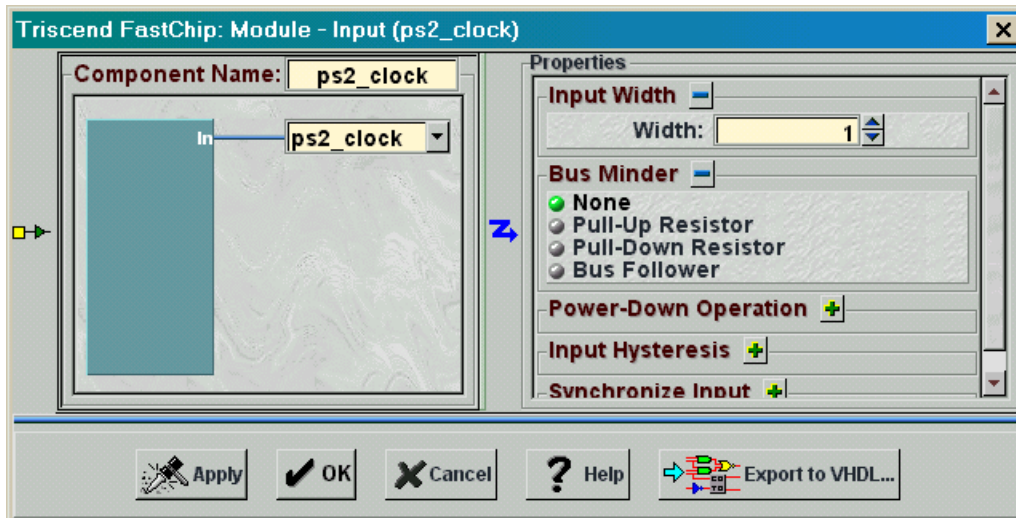 Triscend FastChip: Module - Input (ps2_clock)
Component Name: ps2_clock
In ps2_clock
Properties
Input Width
Width: 1
Bus Minder
None
Pull-Up Resistor
Pull-Down Resistor
Bus Follower
Power-Down Operation
Input Hysteresis
Synchronize Input
Apply OK Cancel Help Export to VHDL...